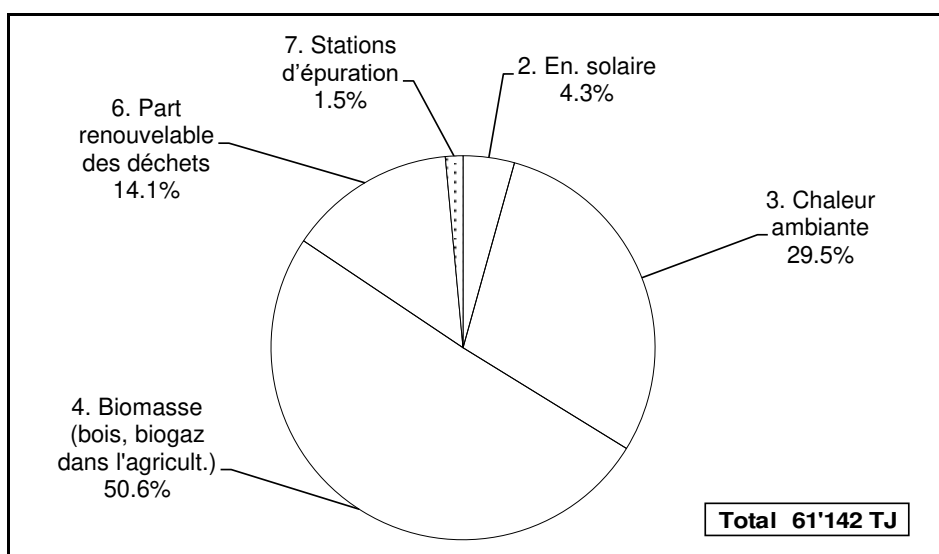 7. Stations
d'épuration
1.5%
2. En. solaire
4.3%
6. Part
renouvelable
des déchets
14.1%
3. Chaleur
ambiante
29.5%
4. Biomasse
(bois, biogaz
dans l'agricult.)
50.6%
Total 61'142 TJ